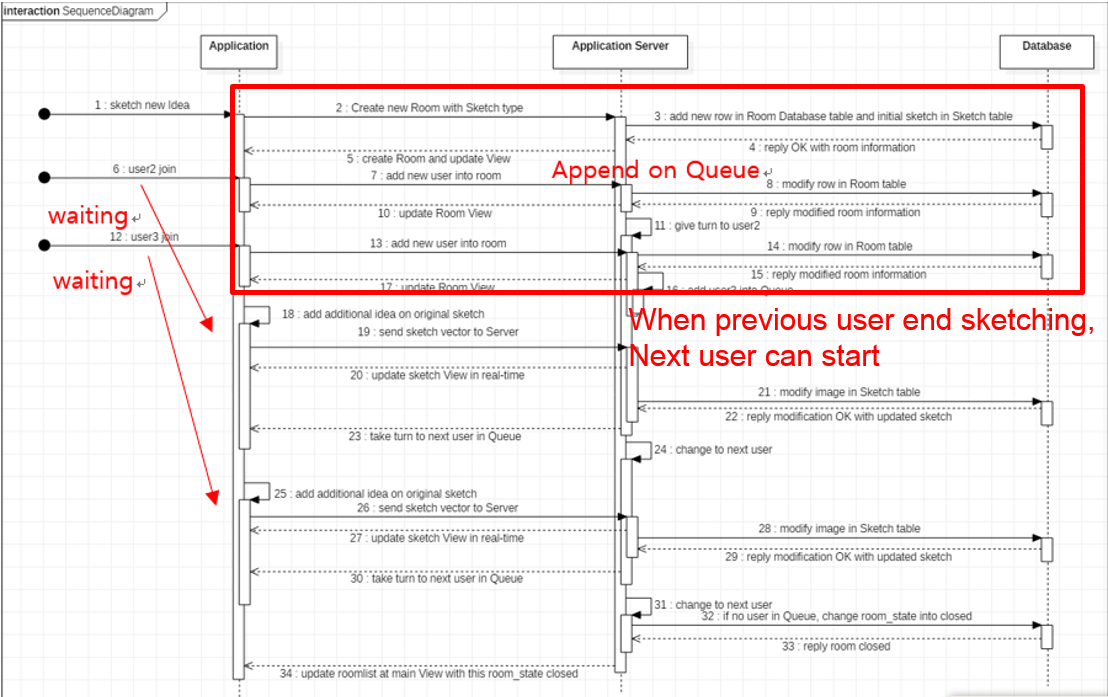 interaction SequenceDiagram
Application
Application Server
Database
1 : sketch new Idea
2 : Create new Room with Sketch type
3 : add new row in Room Database table and initial sketch in Sketch table
4 : reply OK with room information
5 : create Room and update View
Append on Queue
6 : user2 join
7 : add new user into room
8 : modify row in Room table
9 : reply modified room information
10 : update Room View
waiting
11 : give turn to user2
12 : user3 join
13 : add new user into room
14 : modify row in Room table
15 : reply modified room information
waiting
16 : add user3 into Queue
17 : update Room View
When previous user end sketching,
Next user can start
18 : add additional idea on original sketch
19 : send sketch vector to Server
20 : update sketch View in real-time
21 : modify image in Sketch table
22 : reply modification OK with updated sketch
23 : take turn to next user in Queue
24 : change to next user
25 : add additional idea on original sketch
26 : send sketch vector to Server
27 : update sketch View in real-time
28 : modify image in Sketch table
29 : reply modification OK with updated sketch
30 : take turn to next user in Queue
31 : change to next user
32 : if no user in Queue, change room_state into closed
33 : reply room closed
34 : update roomlist at main View with this room_state closed